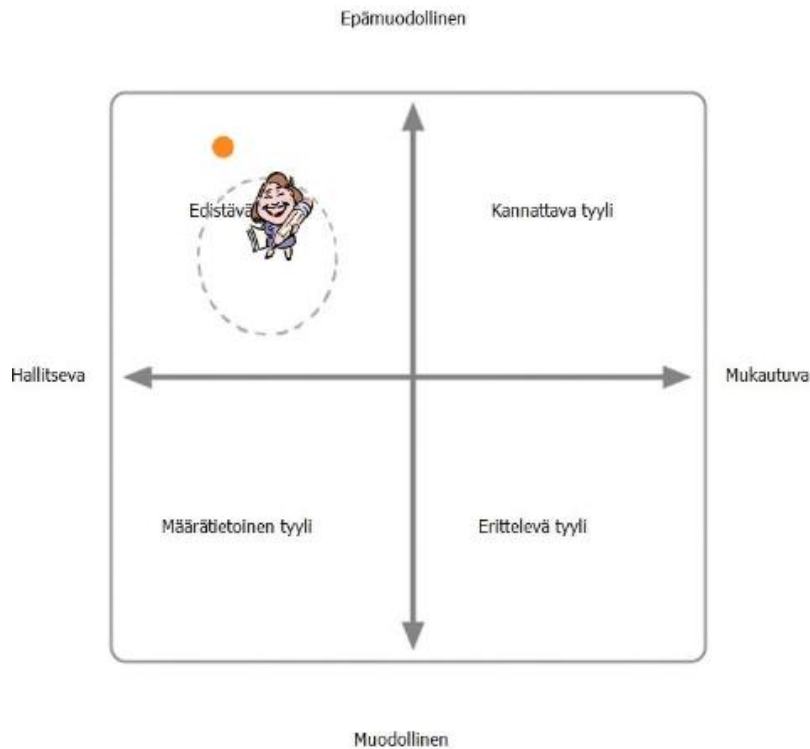 Epämuodollinen
Edistävä
Kannattava tyyli
Hallitseva
Mukautuva
Määrätietoinen tyyli
Erittelevä tyyli
Muodollinen